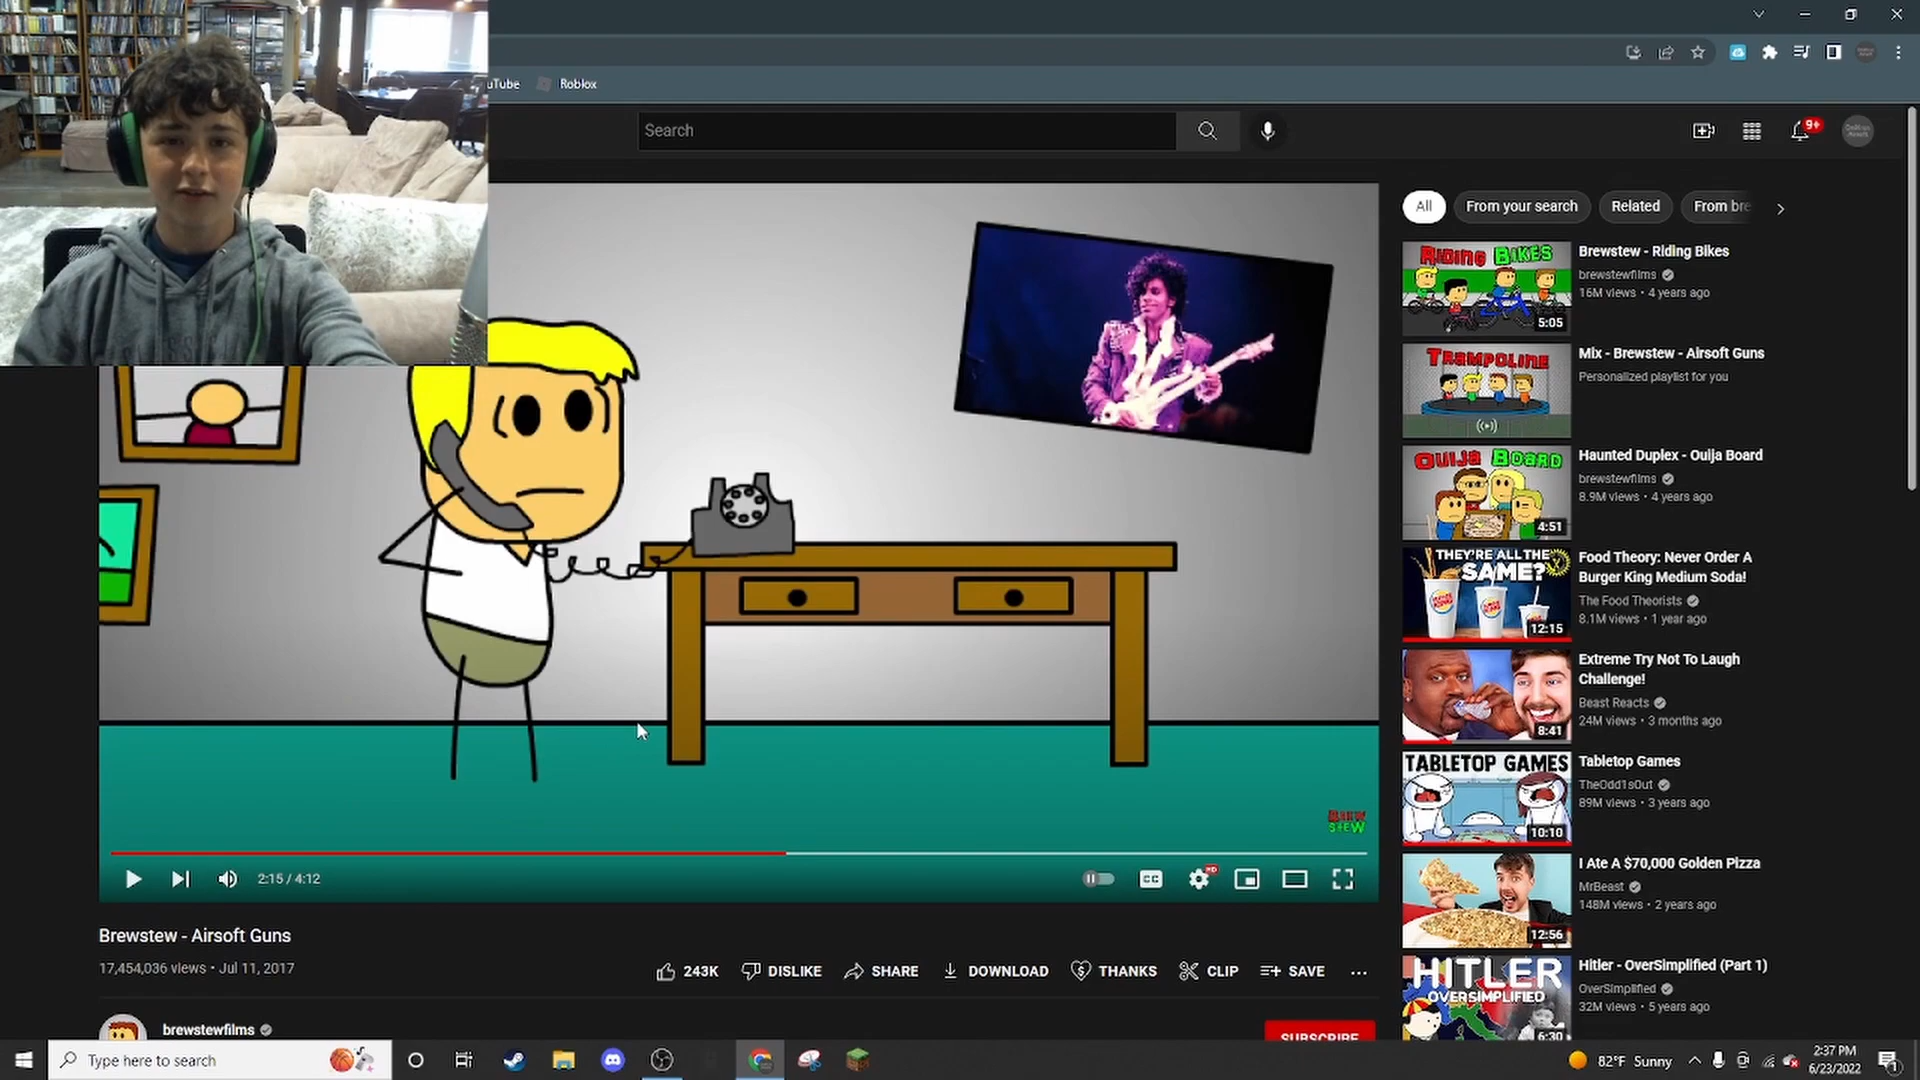 uTube
Roblox
Search
9+
All
From your search
Related
From bre
RIDING BIKES
5:05
Brewstew - Riding Bikes
brewstewfilms
16M views • 4 years ago
TRAMPOLINE
Mix - Brewstew - Airsoft Guns
Personalized playlist for you
OUIJA BOARD
4:51
Haunted Duplex - Ouija Board
brewstewfilms
8.9M views • 4 years ago
THEY'RE ALL THE
SAME?
12:15
Food Theory: Never Order A
Burger King Medium Soda!
The Food Theorists
8.1M views • 1 year ago
8:41
Extreme Try Not To Laugh
Challenge!
Beast Reacts
24M views • 3 months ago
TABLETOP GAMES
10:10
Tabletop Games
TheOdd1sOut
89M views • 3 years ago
12:56
I Ate A $70,000 Golden Pizza
MrBeast
148M views • 2 years ago
HITLER
OVERSIMPLIFIED
6:30
Hitler - OverSimplified (Part 1)
OverSimplified
32M views • 5 years ago
BREW
STEW
2:15 / 4:12
CC
HD
Brewstew - Airsoft Guns
17,454,036 views • Jul 11, 2017
243K
DISLIKE
SHARE
DOWNLOAD
THANKS
CLIP
SAVE
brewstewfilms
SUBSCRIBE
Type here to search
82°F Sunny
2:37 PM
6/23/2022
1